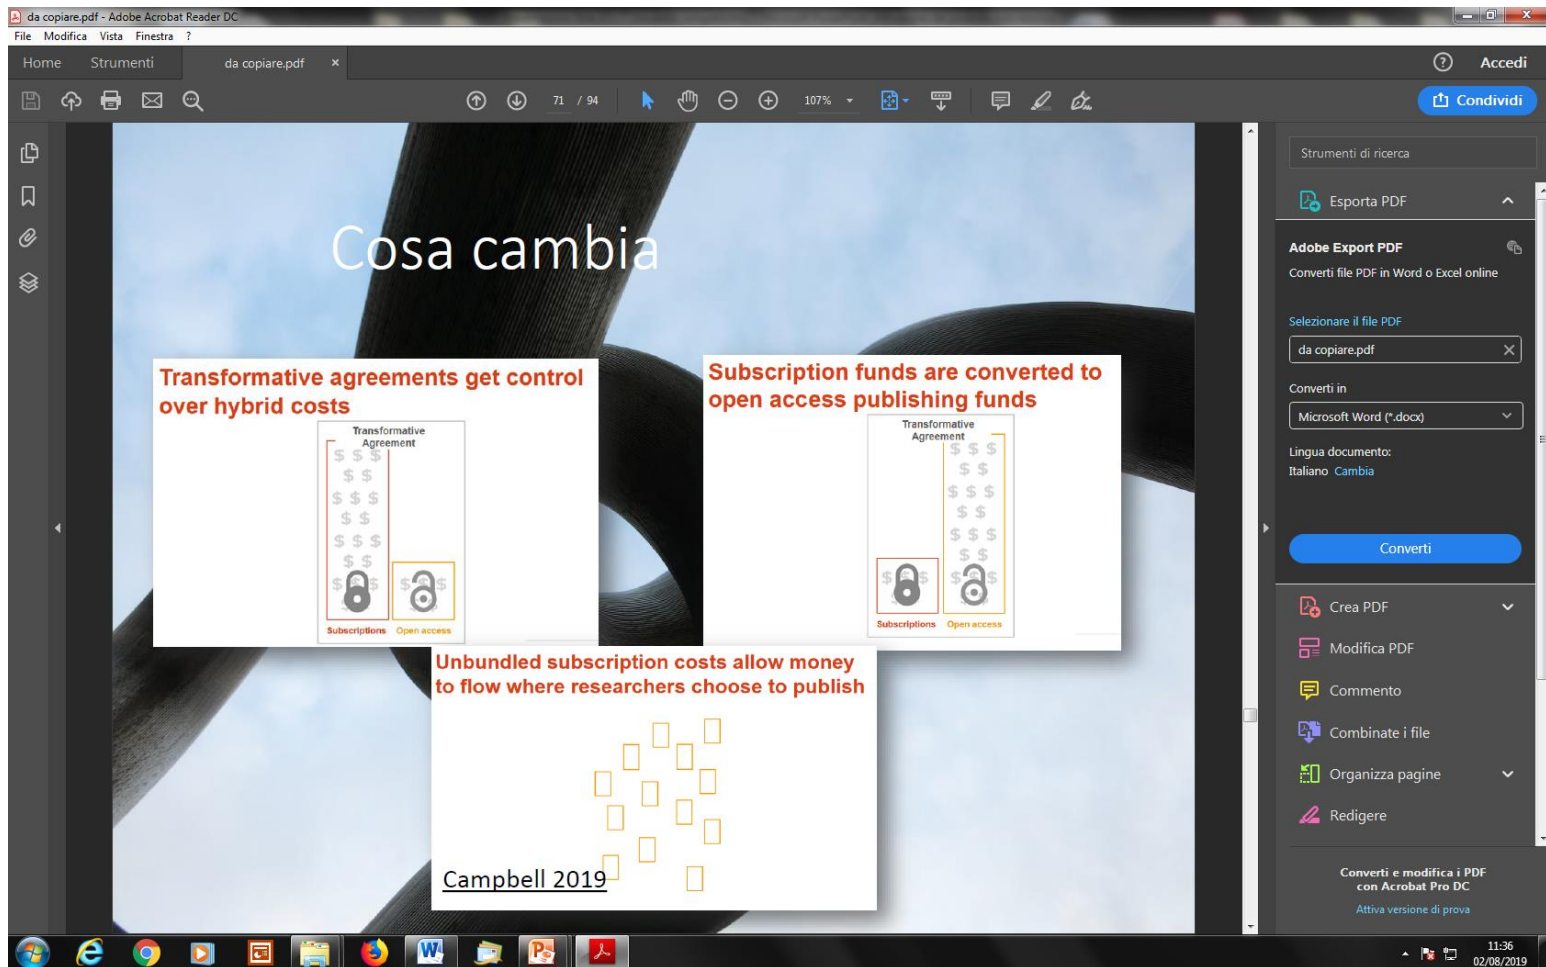 da copiare.pdf - Adobe Acrobat Reader DC
File Modifica Vista Finestra ?
Home Strumenti da copiare.pdf × ? Accedi
71 / 94 107% Condividi
Cosa cambia
Transformative agreements get control
over hybrid costs
Transformative
Agreement
$ $ $
$ $
$ $ $
$ $
$ $ $
$ $
Subscriptions Open access
Subscription funds are converted to
open access publishing funds
Transformative
Agreement
$ $ $
$ $
$ $ $
$ $
$ $ $
$ $
Subscriptions Open access
Unbundled subscription costs allow money
to flow where researchers choose to publish
Campbell 2019
Strumenti di ricerca
Esporta PDF
Adobe Export PDF
Converti file PDF in Word o Excel online
Selezionare il file PDF
da copiare.pdf
Converti in
Microsoft Word (*.docx)
Lingua documento:
Italiano Cambia
Converti
Crea PDF
Modifica PDF
Commento
Combinate i file
Organizza pagine
Redigere
Converti e modifica i PDF
con Acrobat Pro DC
Attiva versione di prova
11:36
02/08/2019